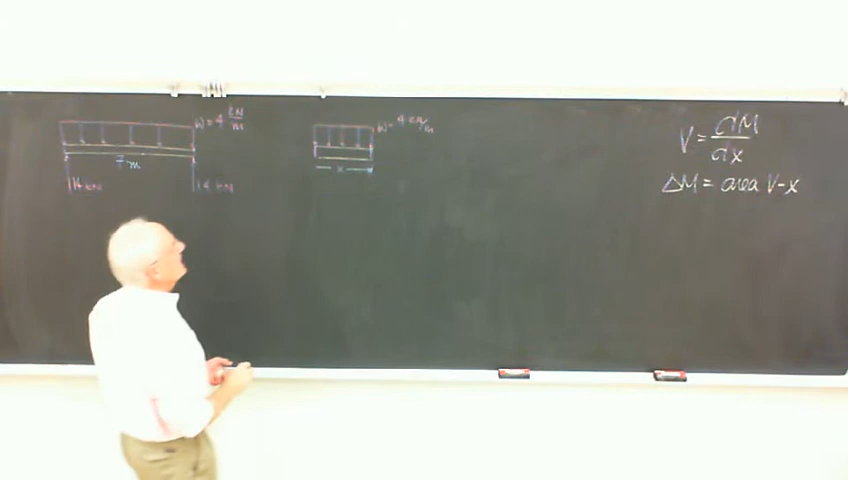 w = 4 kN/m
7 m
14 kN
14 kN
w = 4 kN/m
x
V = dM/dx
ΔM = area V-x